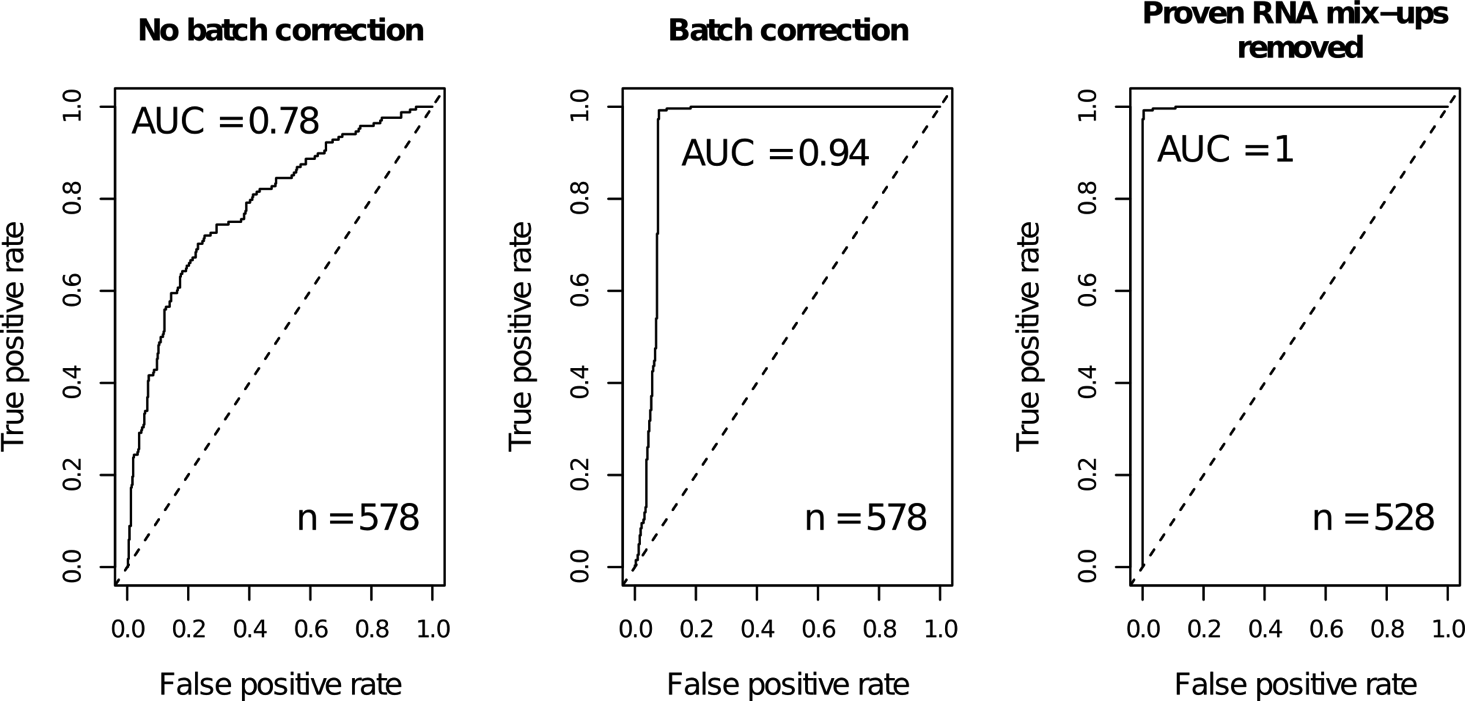 No batch correction
AUC =0.78
n =578
1.0
0.8
0.6
0.4
0.2
0.0
True positive rate
0.0 0.2 0.4 0.6 0.8 1.0
False positive rate
Batch correction
AUC =0.94
n =578
1.0
0.8
0.6
0.4
0.2
0.0
True positive rate
0.0 0.2 0.4 0.6 0.8 1.0
False positive rate
Proven RNA mix−ups
removed
AUC =1
n =528
1.0
0.8
0.6
0.4
0.2
0.0
True positive rate
0.0 0.2 0.4 0.6 0.8 1.0
False positive rate